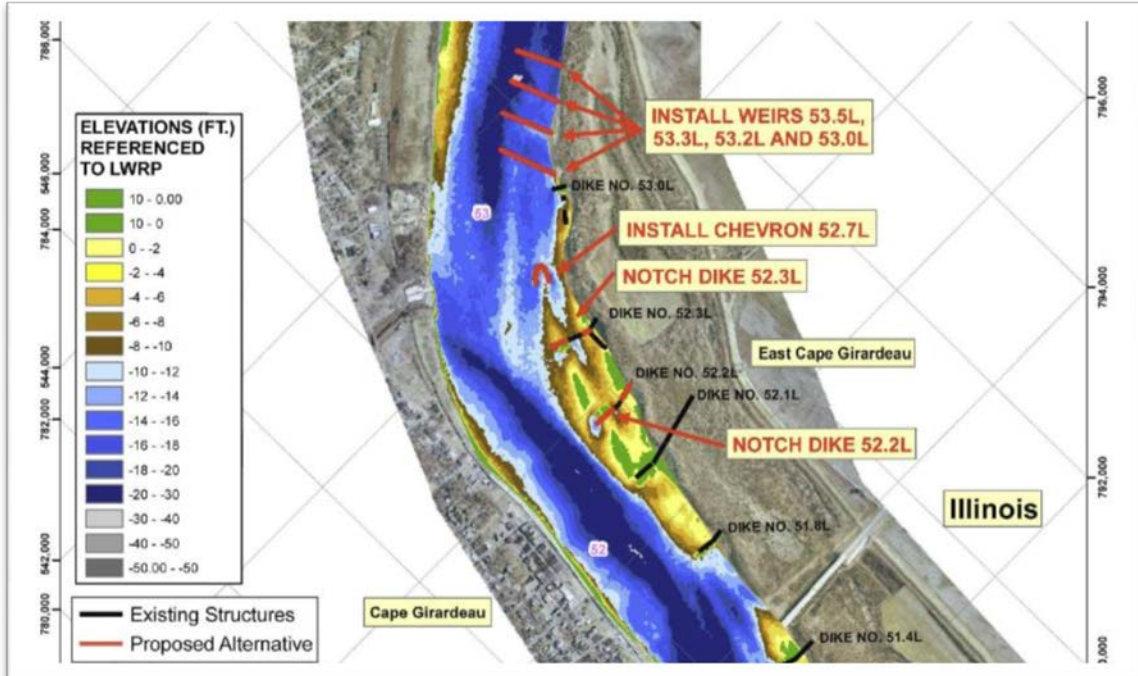 ELEVATIONS (FT.)
REFERENCED
TO LWRP
10 - 0.00
10 - 0
0 - -2
-2 - -4
-4 - -6
-6 - -8
-8 - -10
-10 - -12
-12 - -14
-14 - -16
-16 - -18
-18 - -20
-20 - -30
-30 - -40
-40 - -50
-50.00 - -50
Existing Structures
Proposed Alternative
786,000
546,000
784,000
544,000
782,000
542,000
780,000
INSTALL WEIRS 53.5L,
53.3L, 53.2L AND 53.0L
DIKE NO. 53.0L
53
INSTALL CHEVRON 52.7L
NOTCH DIKE 52.3L
DIKE NO. 52.3L
East Cape Girardeau
DIKE NO. 52.2L
DIKE NO. 52.1L
NOTCH DIKE 52.2L
Illinois
DIKE NO. 51.8L
52
Cape Girardeau
DIKE NO. 51.4L
796,000
794,000
792,000